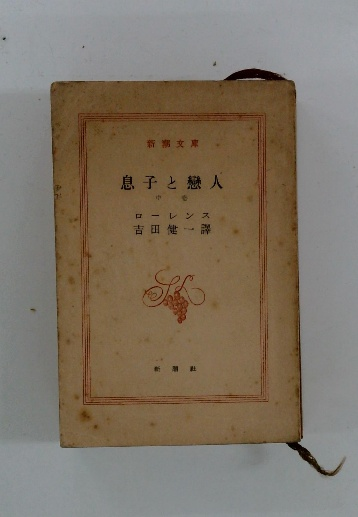 新潮文庫
息子と戀人
中卷
ローレンス
吉田健一譯
新潮社